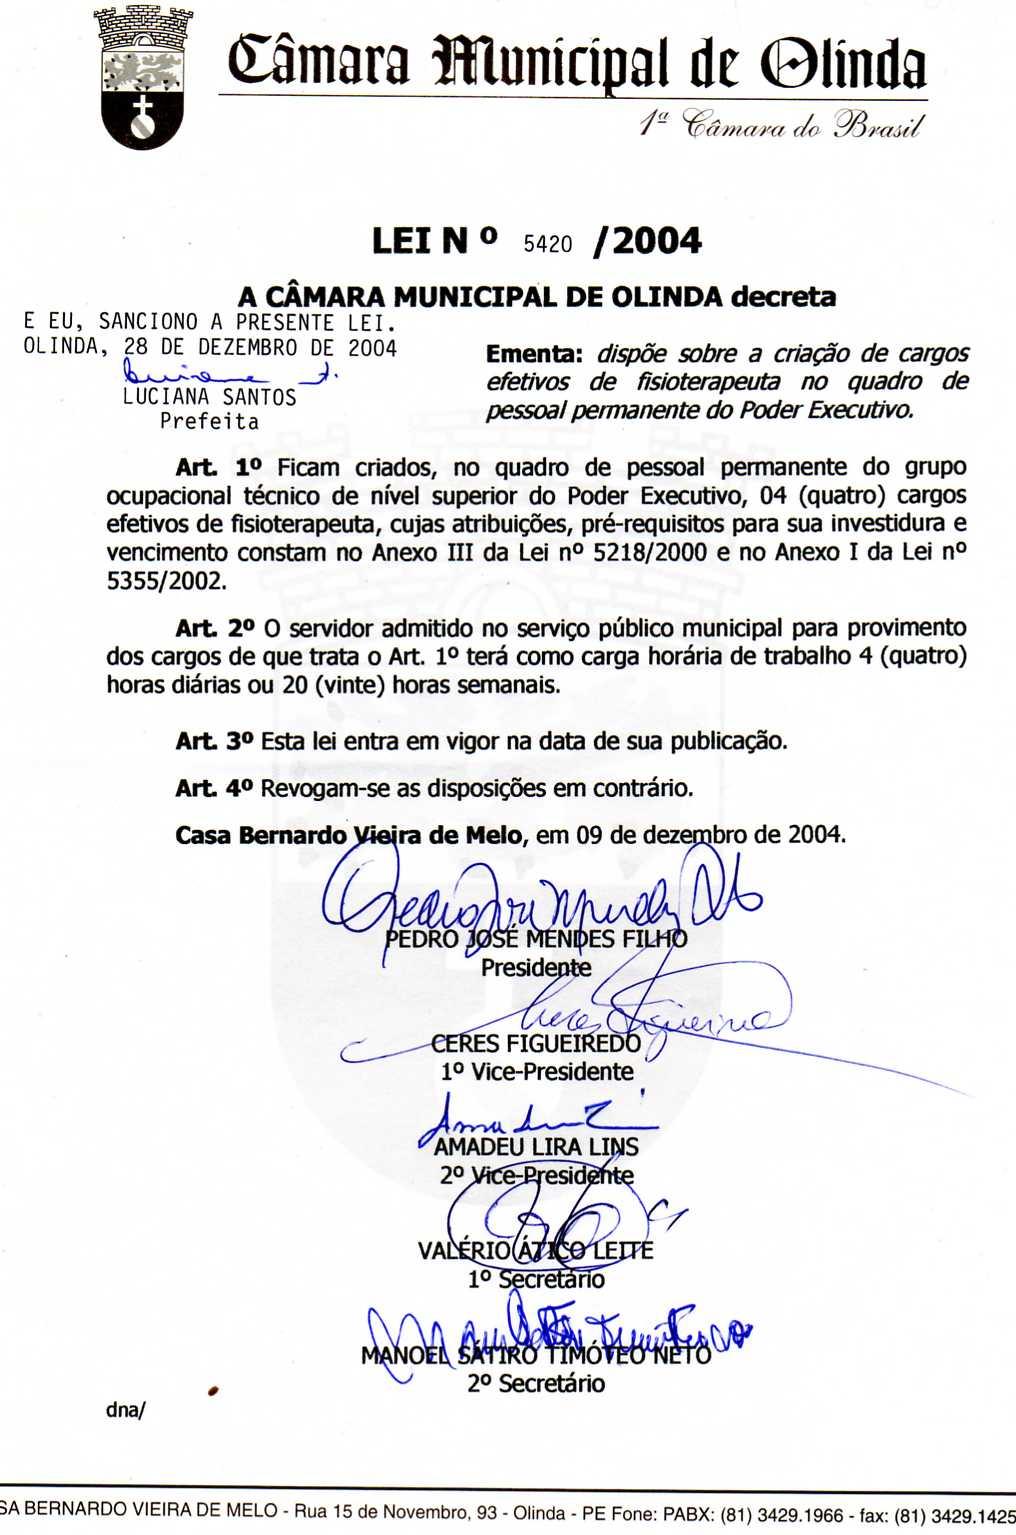 Câmara Municipal de Olinda
1ª Câmara do Brasil
LEI N º 5420 /2004
A CÂMARA MUNICIPAL DE OLINDA decreta
E EU, SANCIONO A PRESENTE LEI.
OLINDA, 28 DE DEZEMBRO DE 2004
LUCIANA SANTOS
Prefeita
Ementa: dispõe sobre a criação de cargos
efetivos de fisioterapeuta no quadro de
pessoal permanente do Poder Executivo.
Art. 1º Ficam criados, no quadro de pessoal permanente do grupo
ocupacional técnico de nível superior do Poder Executivo, 04 (quatro) cargos
efetivos de fisioterapeuta, cujas atribuições, pré-requisitos para sua investidura e
vencimento constam no Anexo III da Lei nº 5218/2000 e no Anexo I da Lei nº
5355/2002.
Art. 2º O servidor admitido no serviço público municipal para provimento
dos cargos de que trata o Art. 1º terá como carga horária de trabalho 4 (quatro)
horas diárias ou 20 (vinte) horas semanais.
Art. 3º Esta lei entra em vigor na data de sua publicação.
Art. 4º Revogam-se as disposições em contrário.
Casa Bernardo Vieira de Melo, em 09 de dezembro de 2004.
PEDRO JOSÉ MENDES FILHO
Presidente
CERES FIGUEIREDO
1º Vice-Presidente
AMADEU LIRA LINS
2º Vice-Presidente
VALÉRIO ÁTICO LEITE
1º Secretário
MANOEL SÁTIRO TIMÓTEO NETO
2º Secretário
dna/
SA BERNARDO VIEIRA DE MELO - Rua 15 de Novembro, 93 - Olinda - PE Fone: PABX: (81) 3429.1966 - fax: (81) 3429.1425